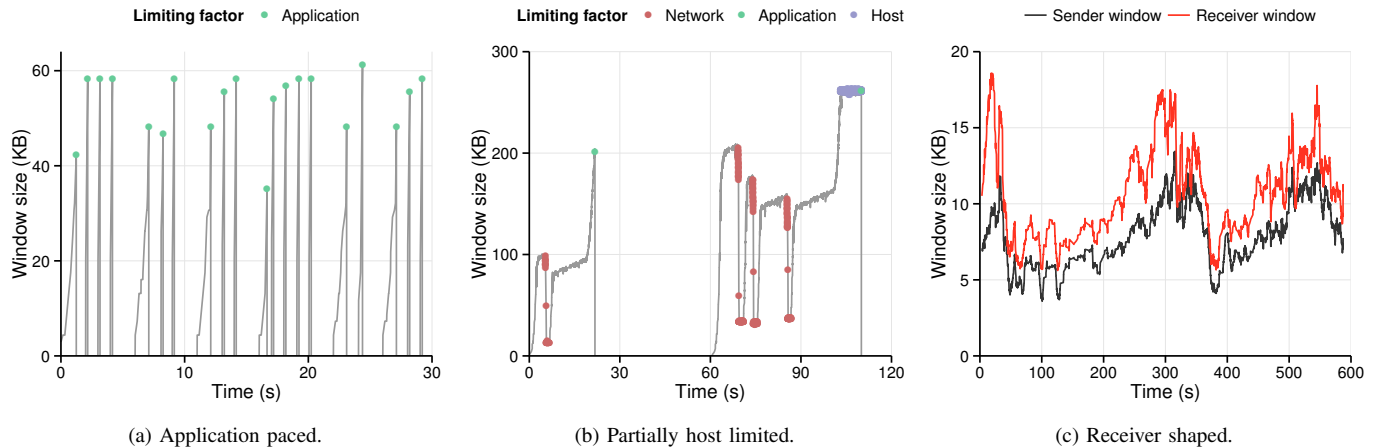 Limiting factor Application
Window size (KB)
60
40
20
0
0 10 20 30
Time (s)
(a) Application paced.
Limiting factor Network Application Host
Window size (KB)
300
200
100
0
0 30 60 90 120
Time (s)
(b) Partially host limited.
Sender window Receiver window
Window size (KB)
20
15
10
5
0
0 100 200 300 400 500 600
Time (s)
(c) Receiver shaped.